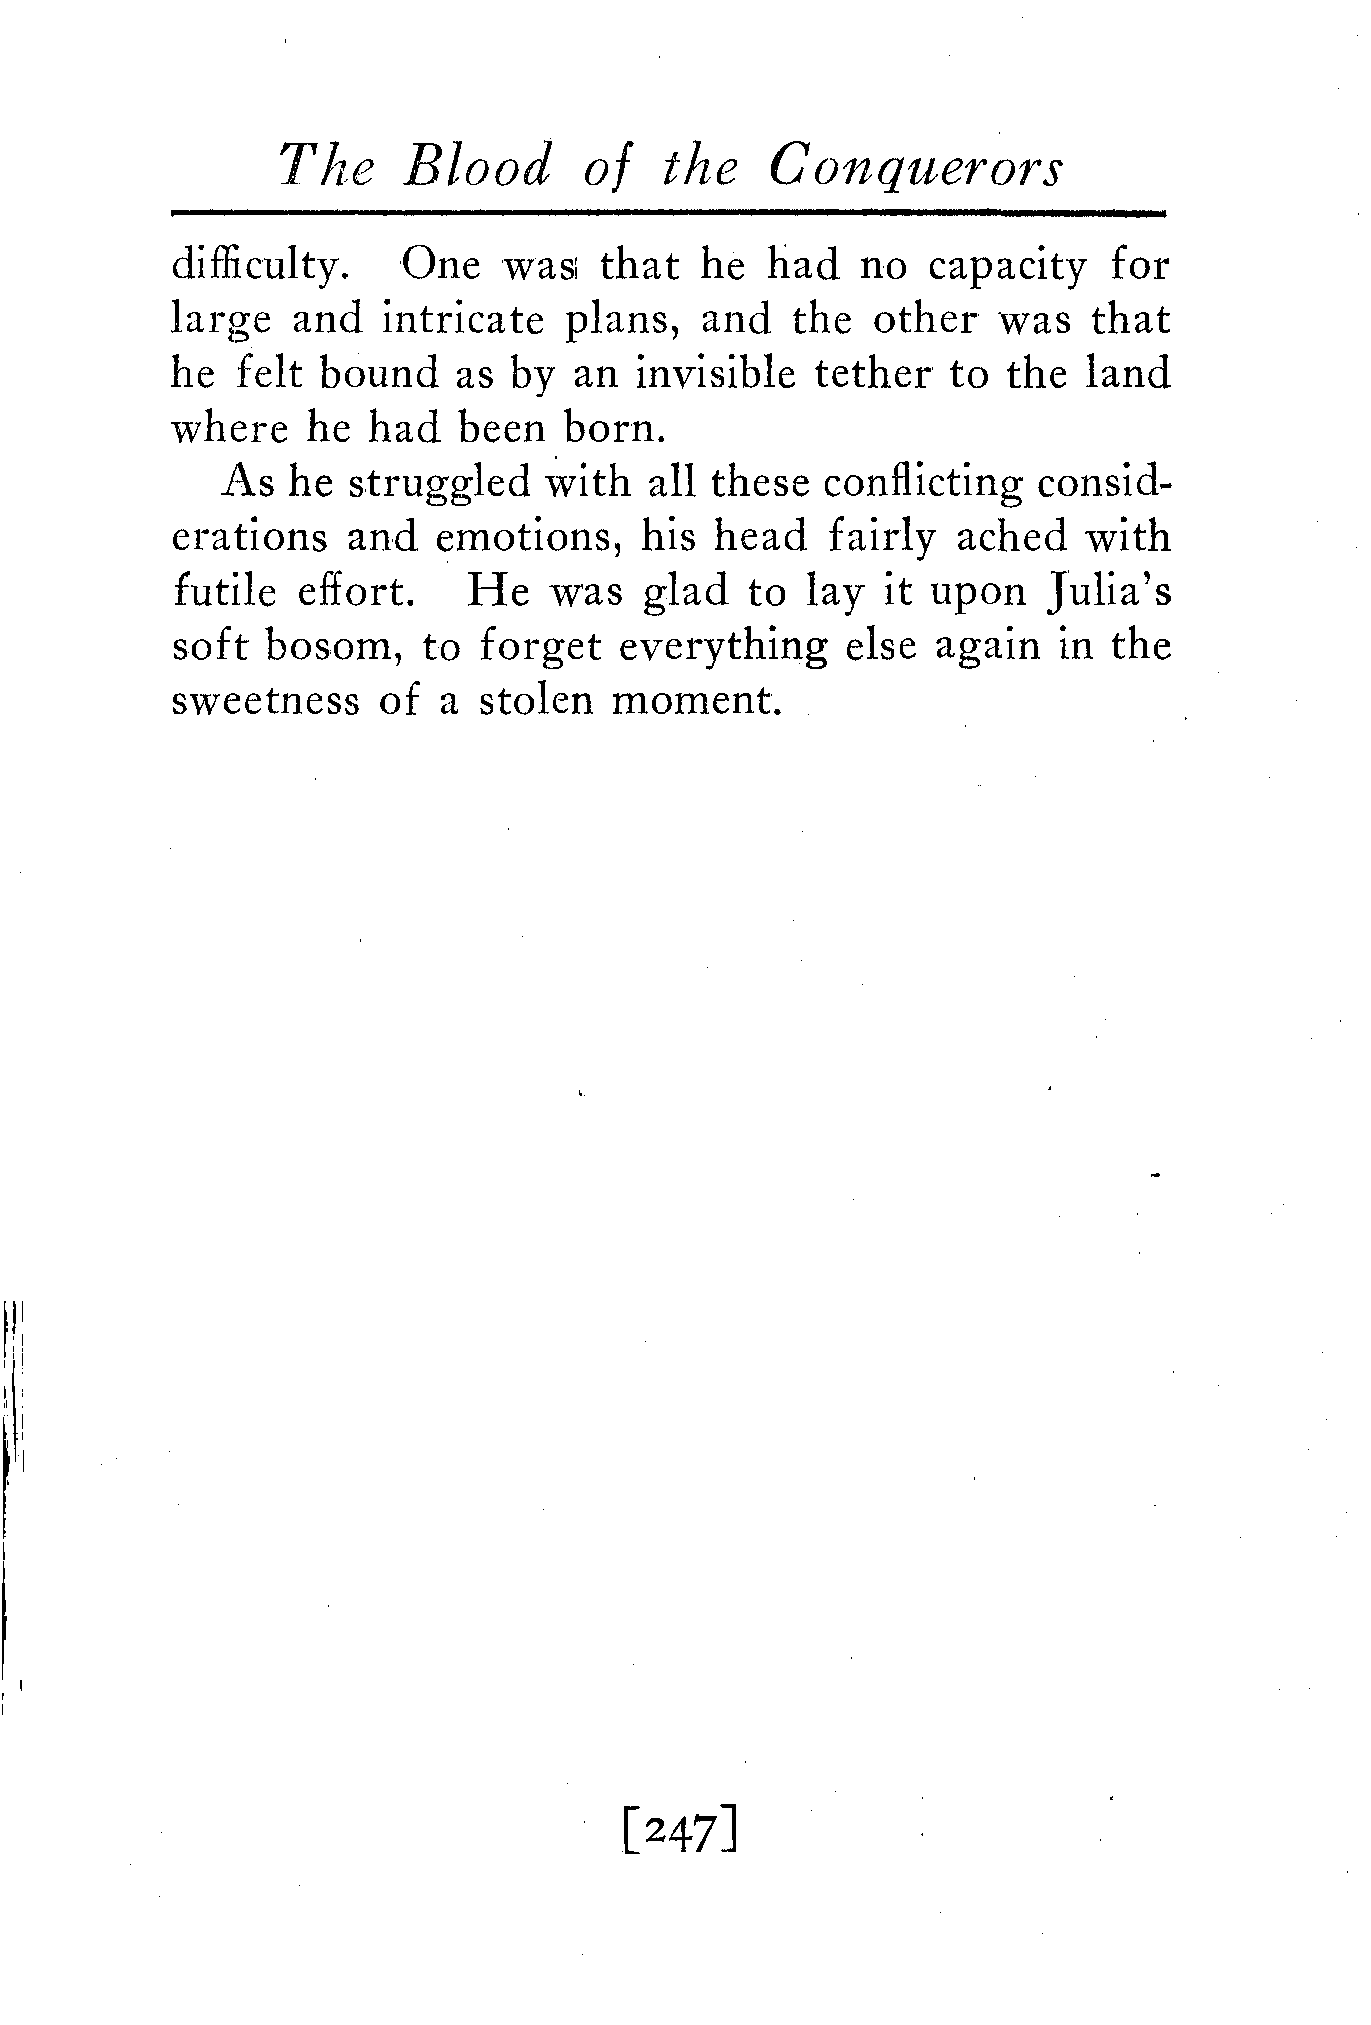 The Blood of the Conquerors
difficulty. One was that he had no capacity for
large and intricate plans, and the other was that
he felt bound as by an invisible tether to the land
where he had been born.
As he struggled with all these conflicting consid-
erations and emotions, his head fairly ached with
futile effort. He was glad to lay it upon Julia's
soft bosom, to forget everything else again in the
sweetness of a stolen moment.
[247]